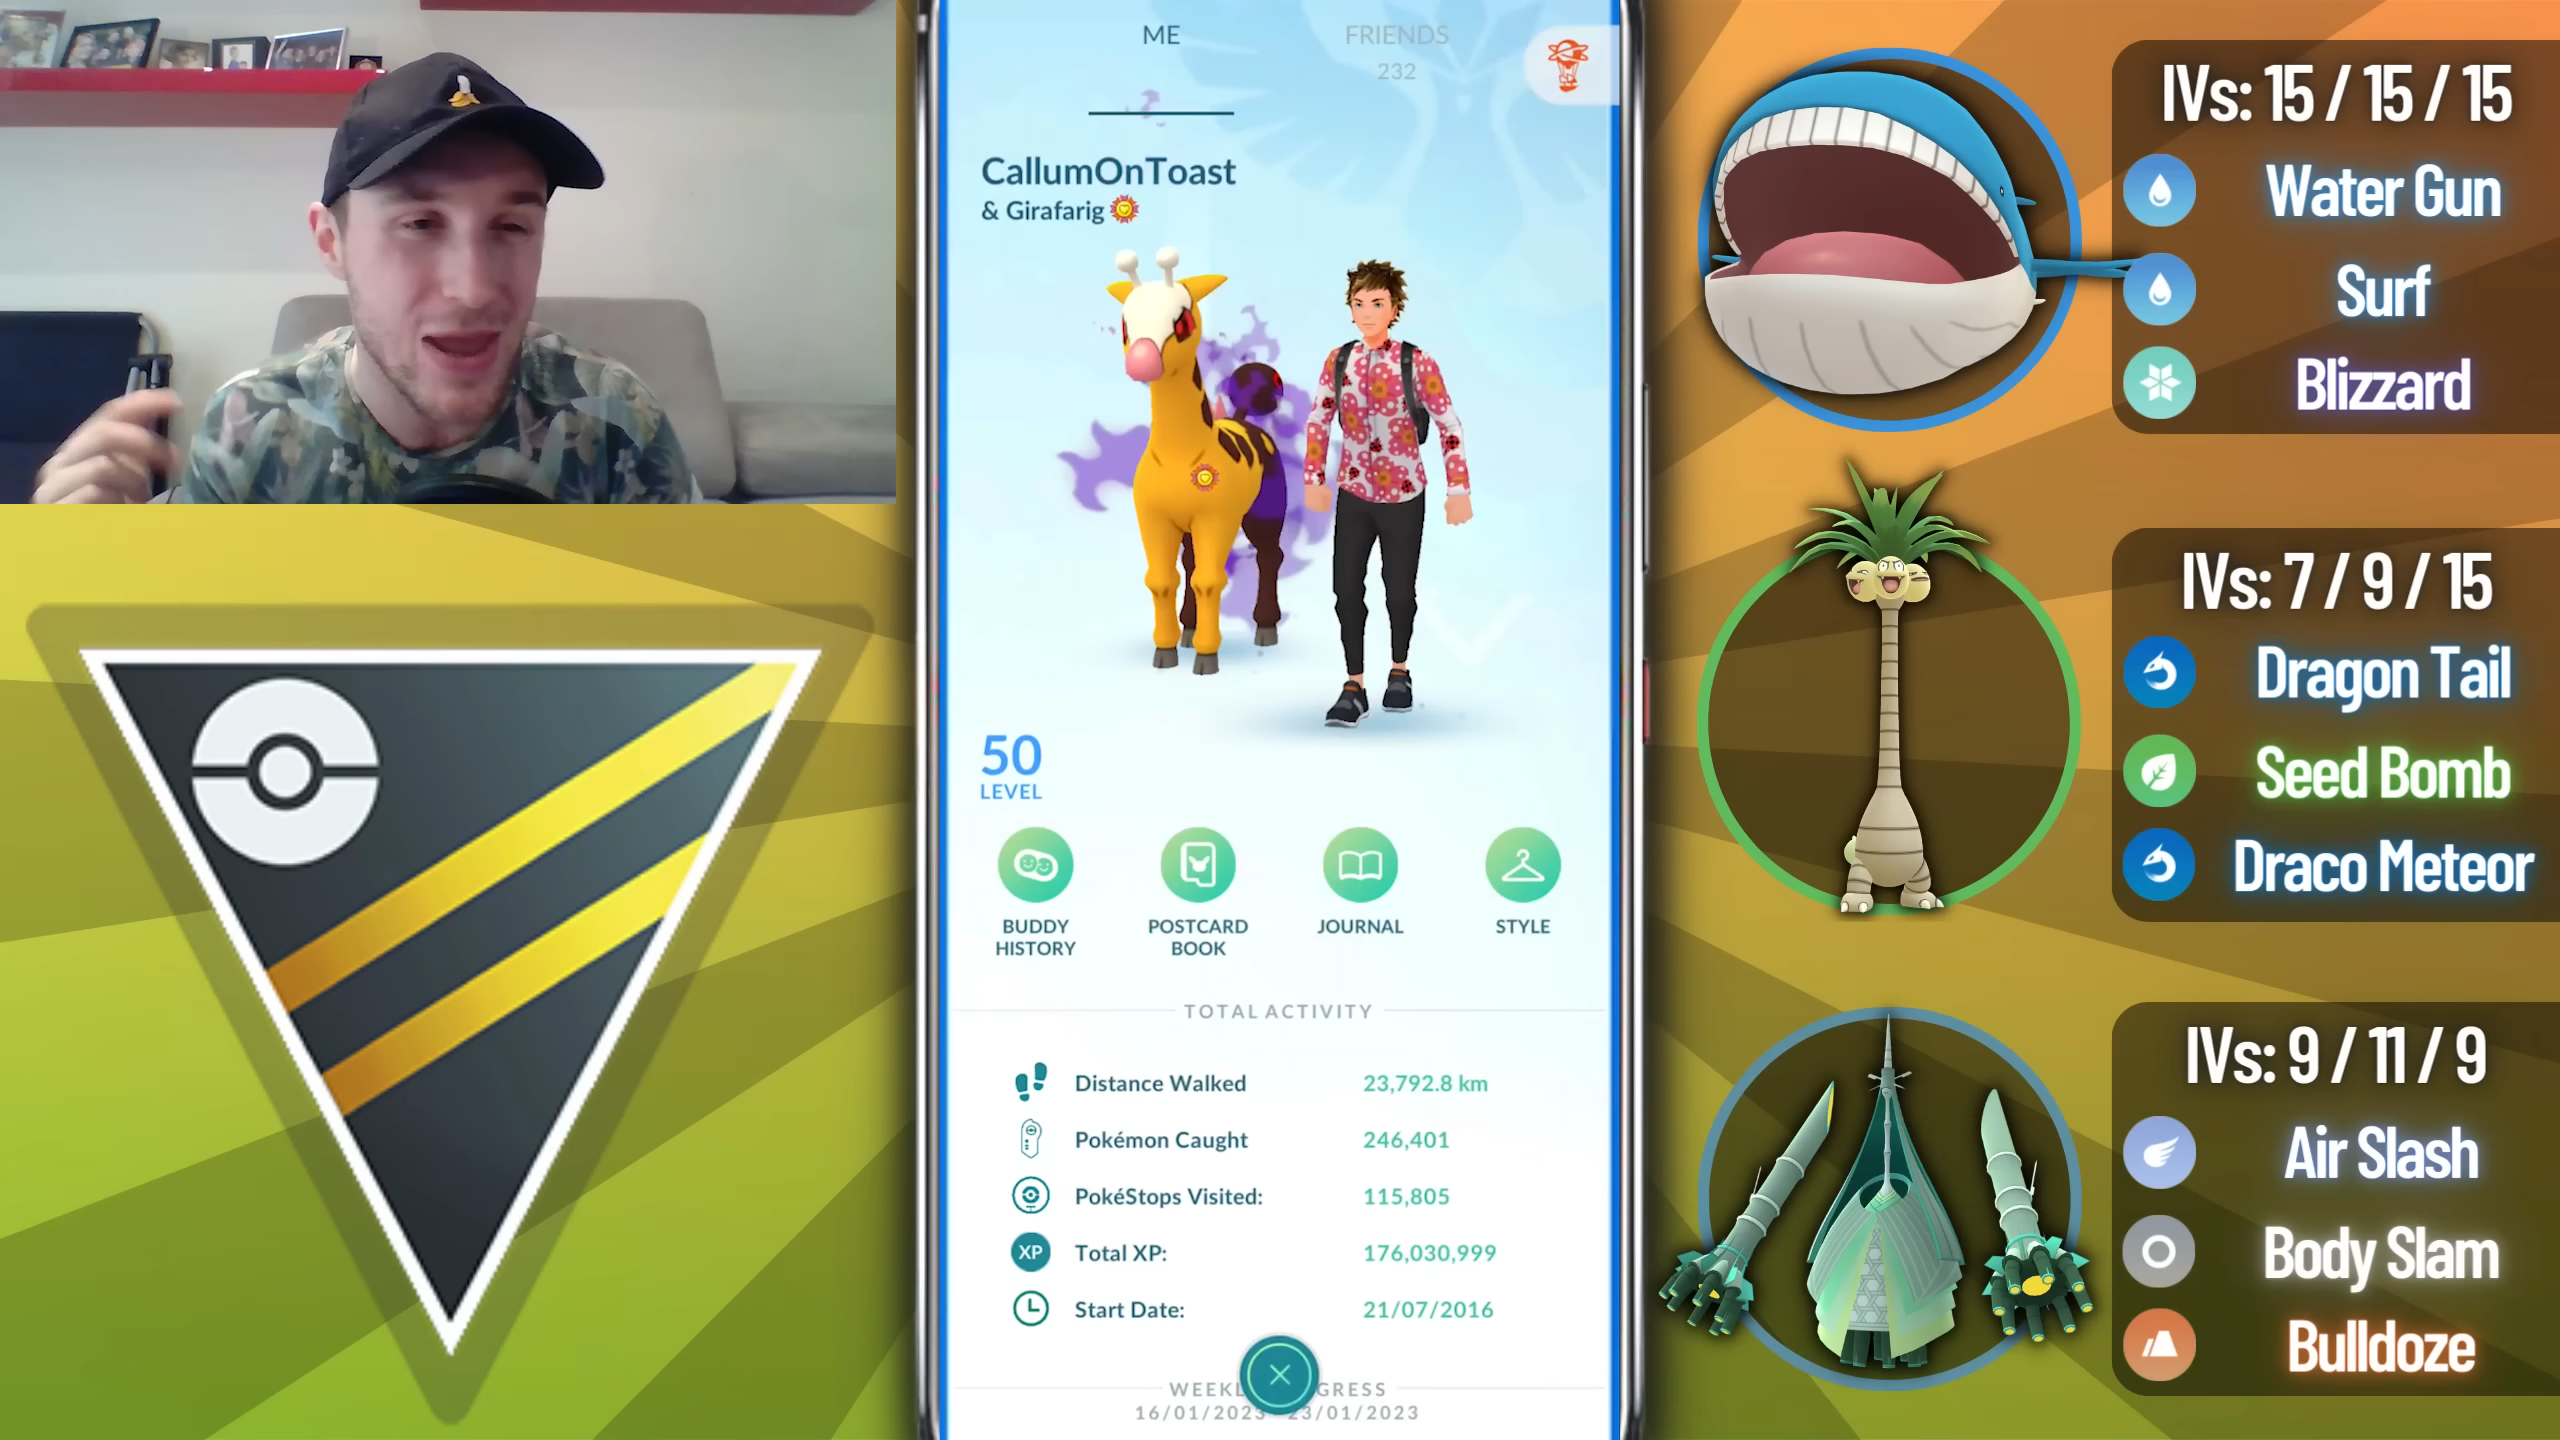 ME
FRIENDS
232
CallumOnToast
& Girafarig
50
LEVEL
BUDDY
HISTORY
POSTCARD
BOOK
JOURNAL
STYLE
TOTAL ACTIVITY
Distance Walked 23,792.8 km
Pokémon Caught 246,401
PokéStops Visited: 115,805
XP Total XP: 176,030,999
Start Date: 21/07/2016
16/01/2023 23/01/2023
IVs: 15 / 15 / 15
Water Gun
Surf
Blizzard
IVs: 7 / 9 / 15
Dragon Tail
Seed Bomb
Draco Meteor
IVs: 9 / 11 / 9
Air Slash
Body Slam
Bulldoze